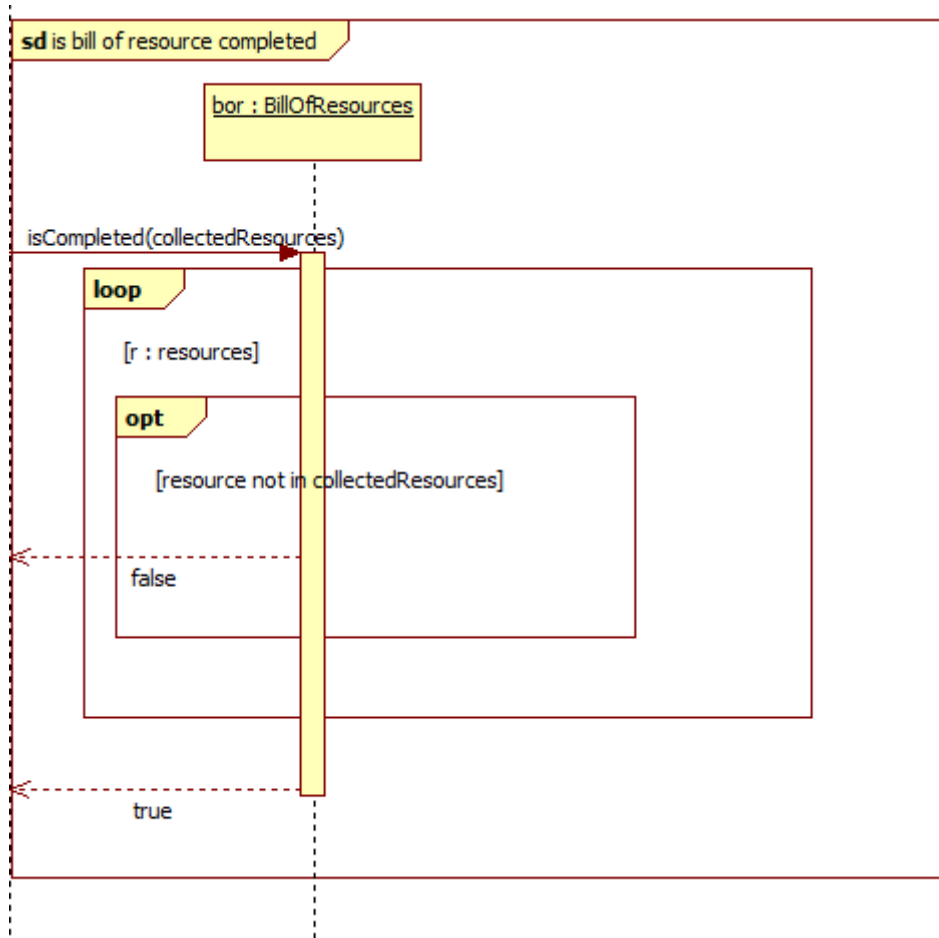 sd is bill of resource completed
bor : BillOfResources
isCompleted(collectedResources)
loop
[r : resources]
opt
[resource not in collectedResources]
false
true